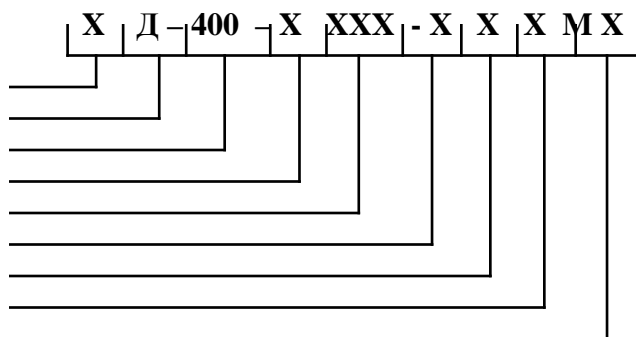 Х Д – 400 – Х ХХХ - Х Х Х М Х